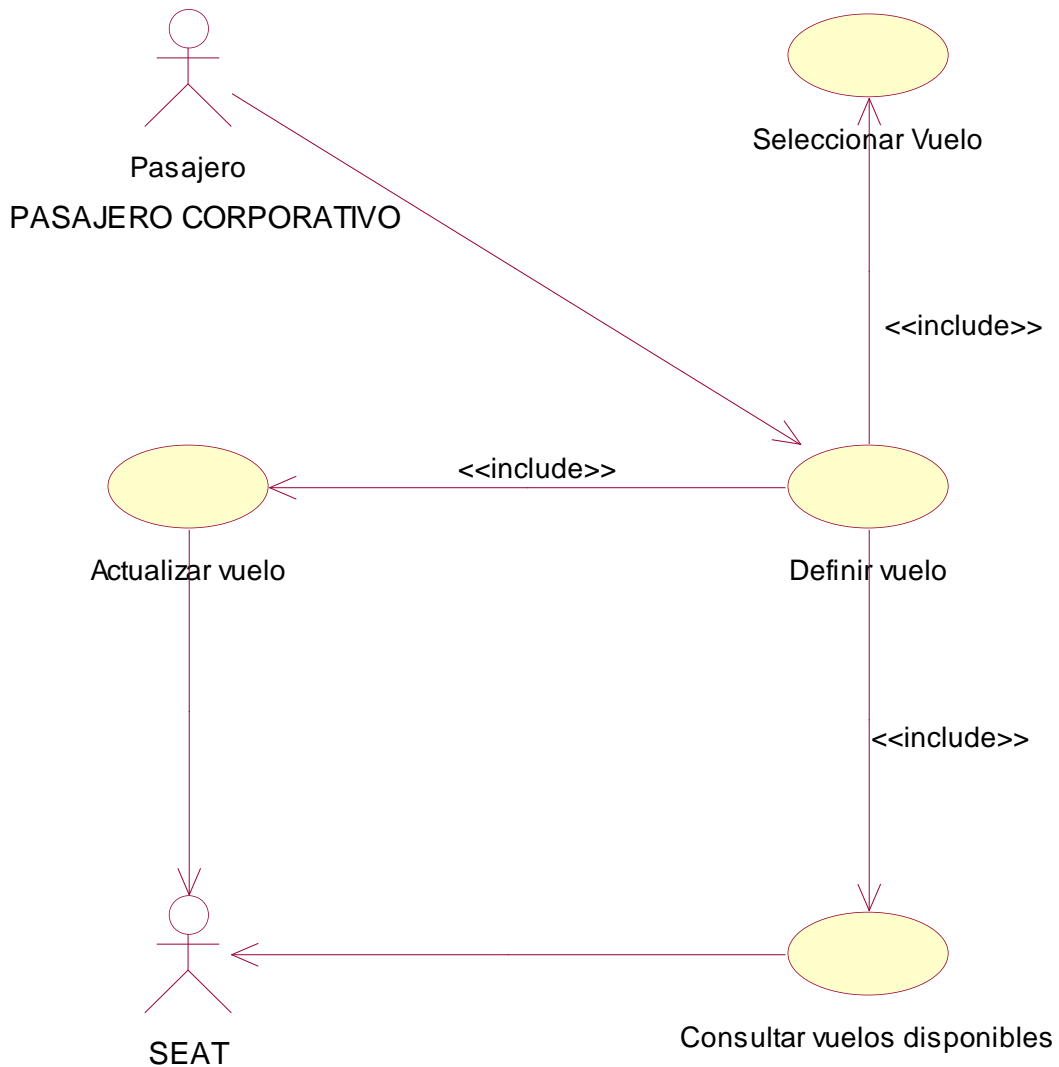 Pasajero
Seleccionar Vuelo
PASAJERO CORPORATIVO
<<include>>
<<include>>
Actualizar vuelo
Definir vuelo
<<include>>
SEAT
Consultar vuelos disponibles